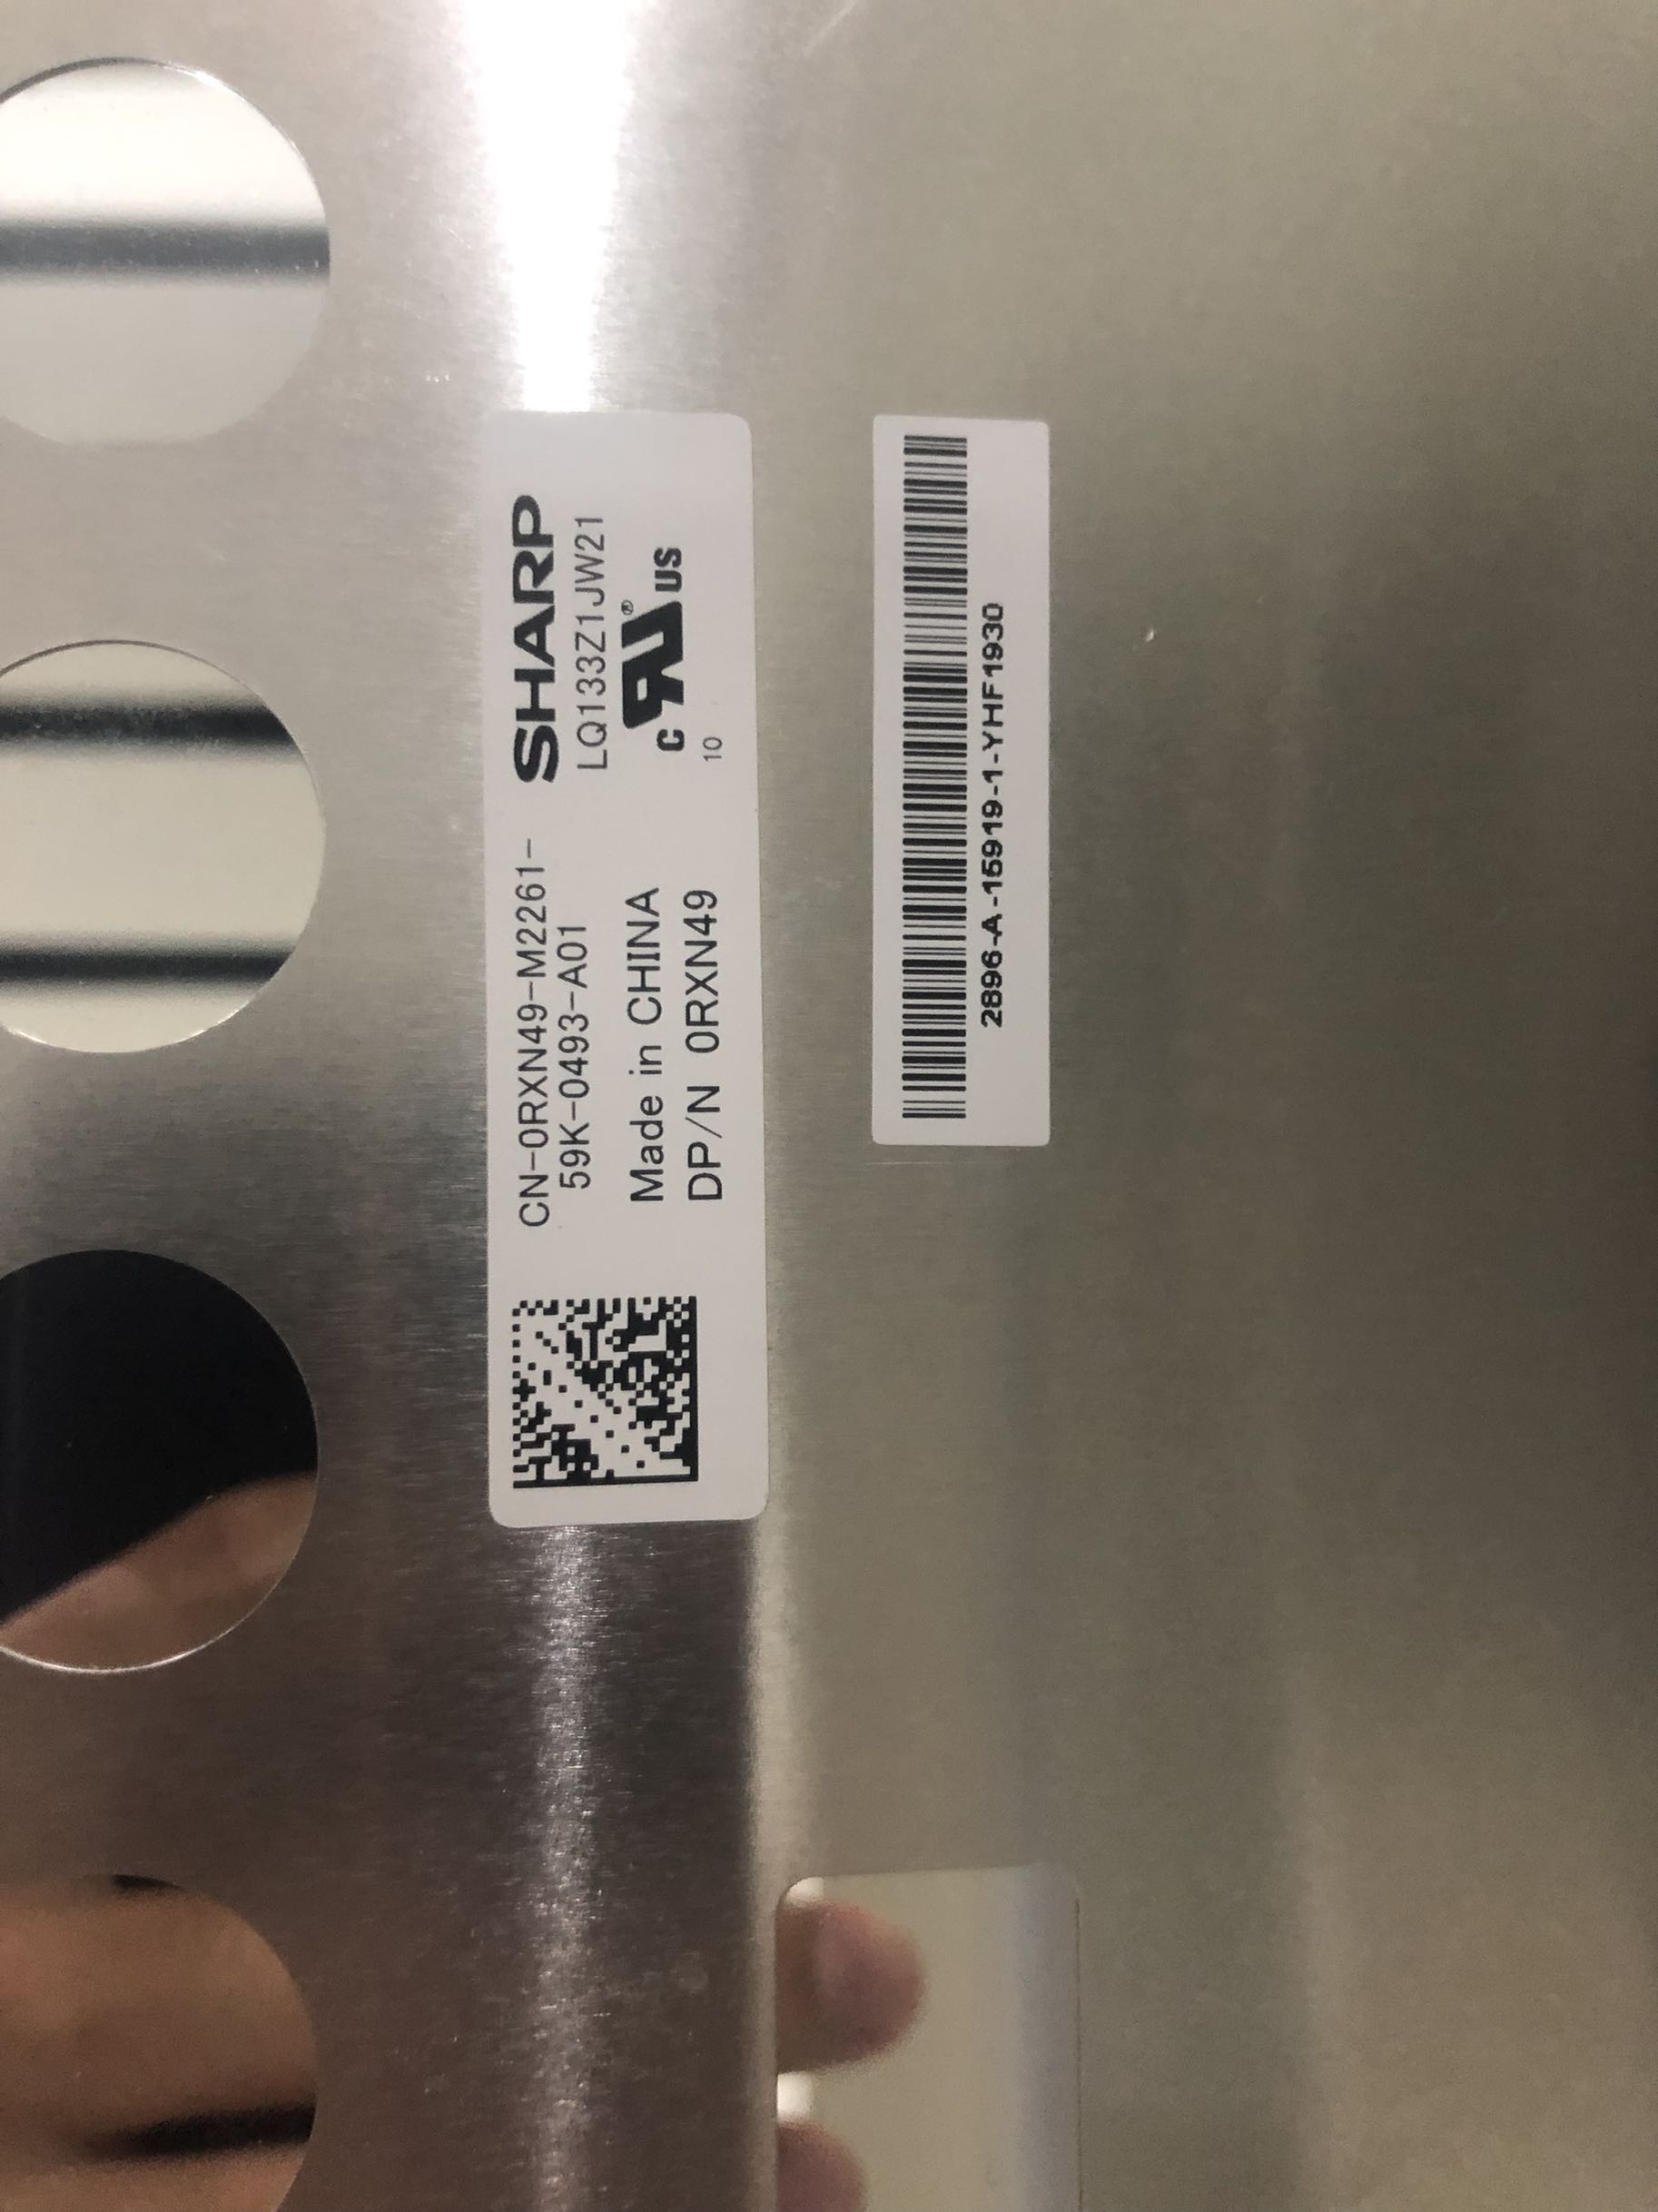 CN-0RXN49-M2261-
59K-0493-A01
Made in CHINA
DP/N 0RXN49
SHARP
LQ133Z1JW21
c UR® US
10
2896-A-15919-1-YHF1930